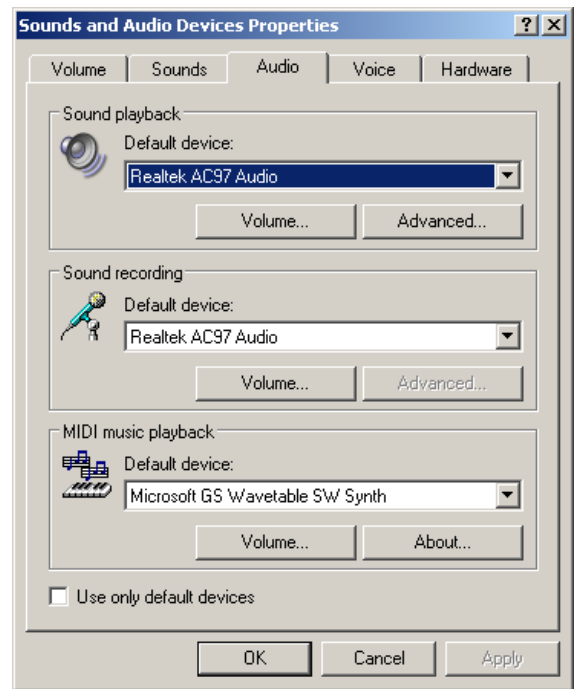 Sounds and Audio Devices Properties
Volume Sounds Audio Voice Hardware
Sound playback
Default device:
Realtek AC97 Audio
Volume... Advanced...
Sound recording
Default device:
Realtek AC97 Audio
Volume... Advanced...
MIDI music playback
Default device:
Microsoft GS Wavetable SW Synth
Volume... About...
Use only default devices
OK Cancel Apply